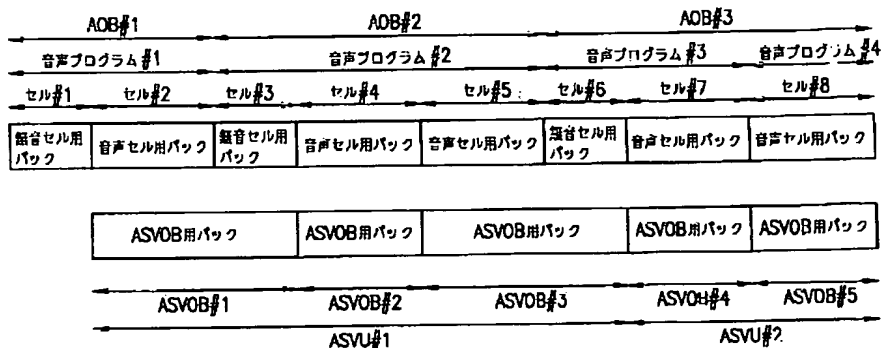 AOB#1 AOB#2 AOB#3
音声プログラム#1 音声プログラム#2 音声プログラム#3 音声プログラム#4
セル#1 セル#2 セル#3 セル#4 セル#5 セル#6 セル#7 セル#8
無音セル用パック 音声セル用パック 無音セル用パック 音声セル用パック 音声セル用パック 無音セル用パック 音声セル用パック 音声セル用パック
ASVOB用パック ASVOB用パック ASVOB用パック ASVOB用パック ASVOB用パック
ASVOB#1 ASVOB#2 ASVOB#3 ASVOB#4 ASVOB#5
ASVU#1 ASVU#2